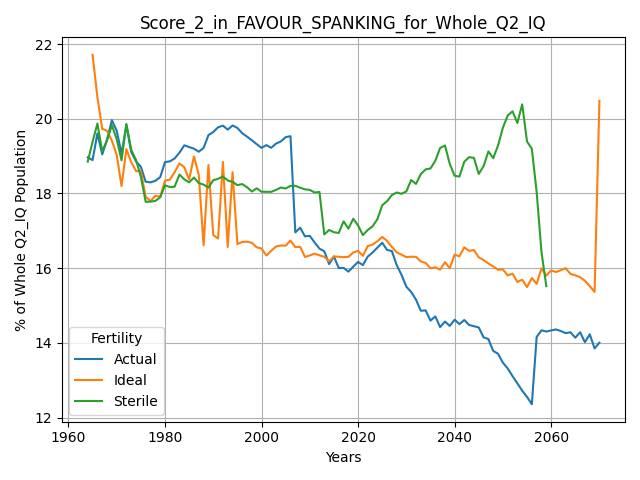 Score_2_in_FAVOUR_SPANKING_for_Whole_Q2_IQ
% of Whole Q2_IQ Population
22
20
18
16
14
12
Fertility
Actual
Ideal
Sterile
1960 1980 2000 2020 2040 2060
Years